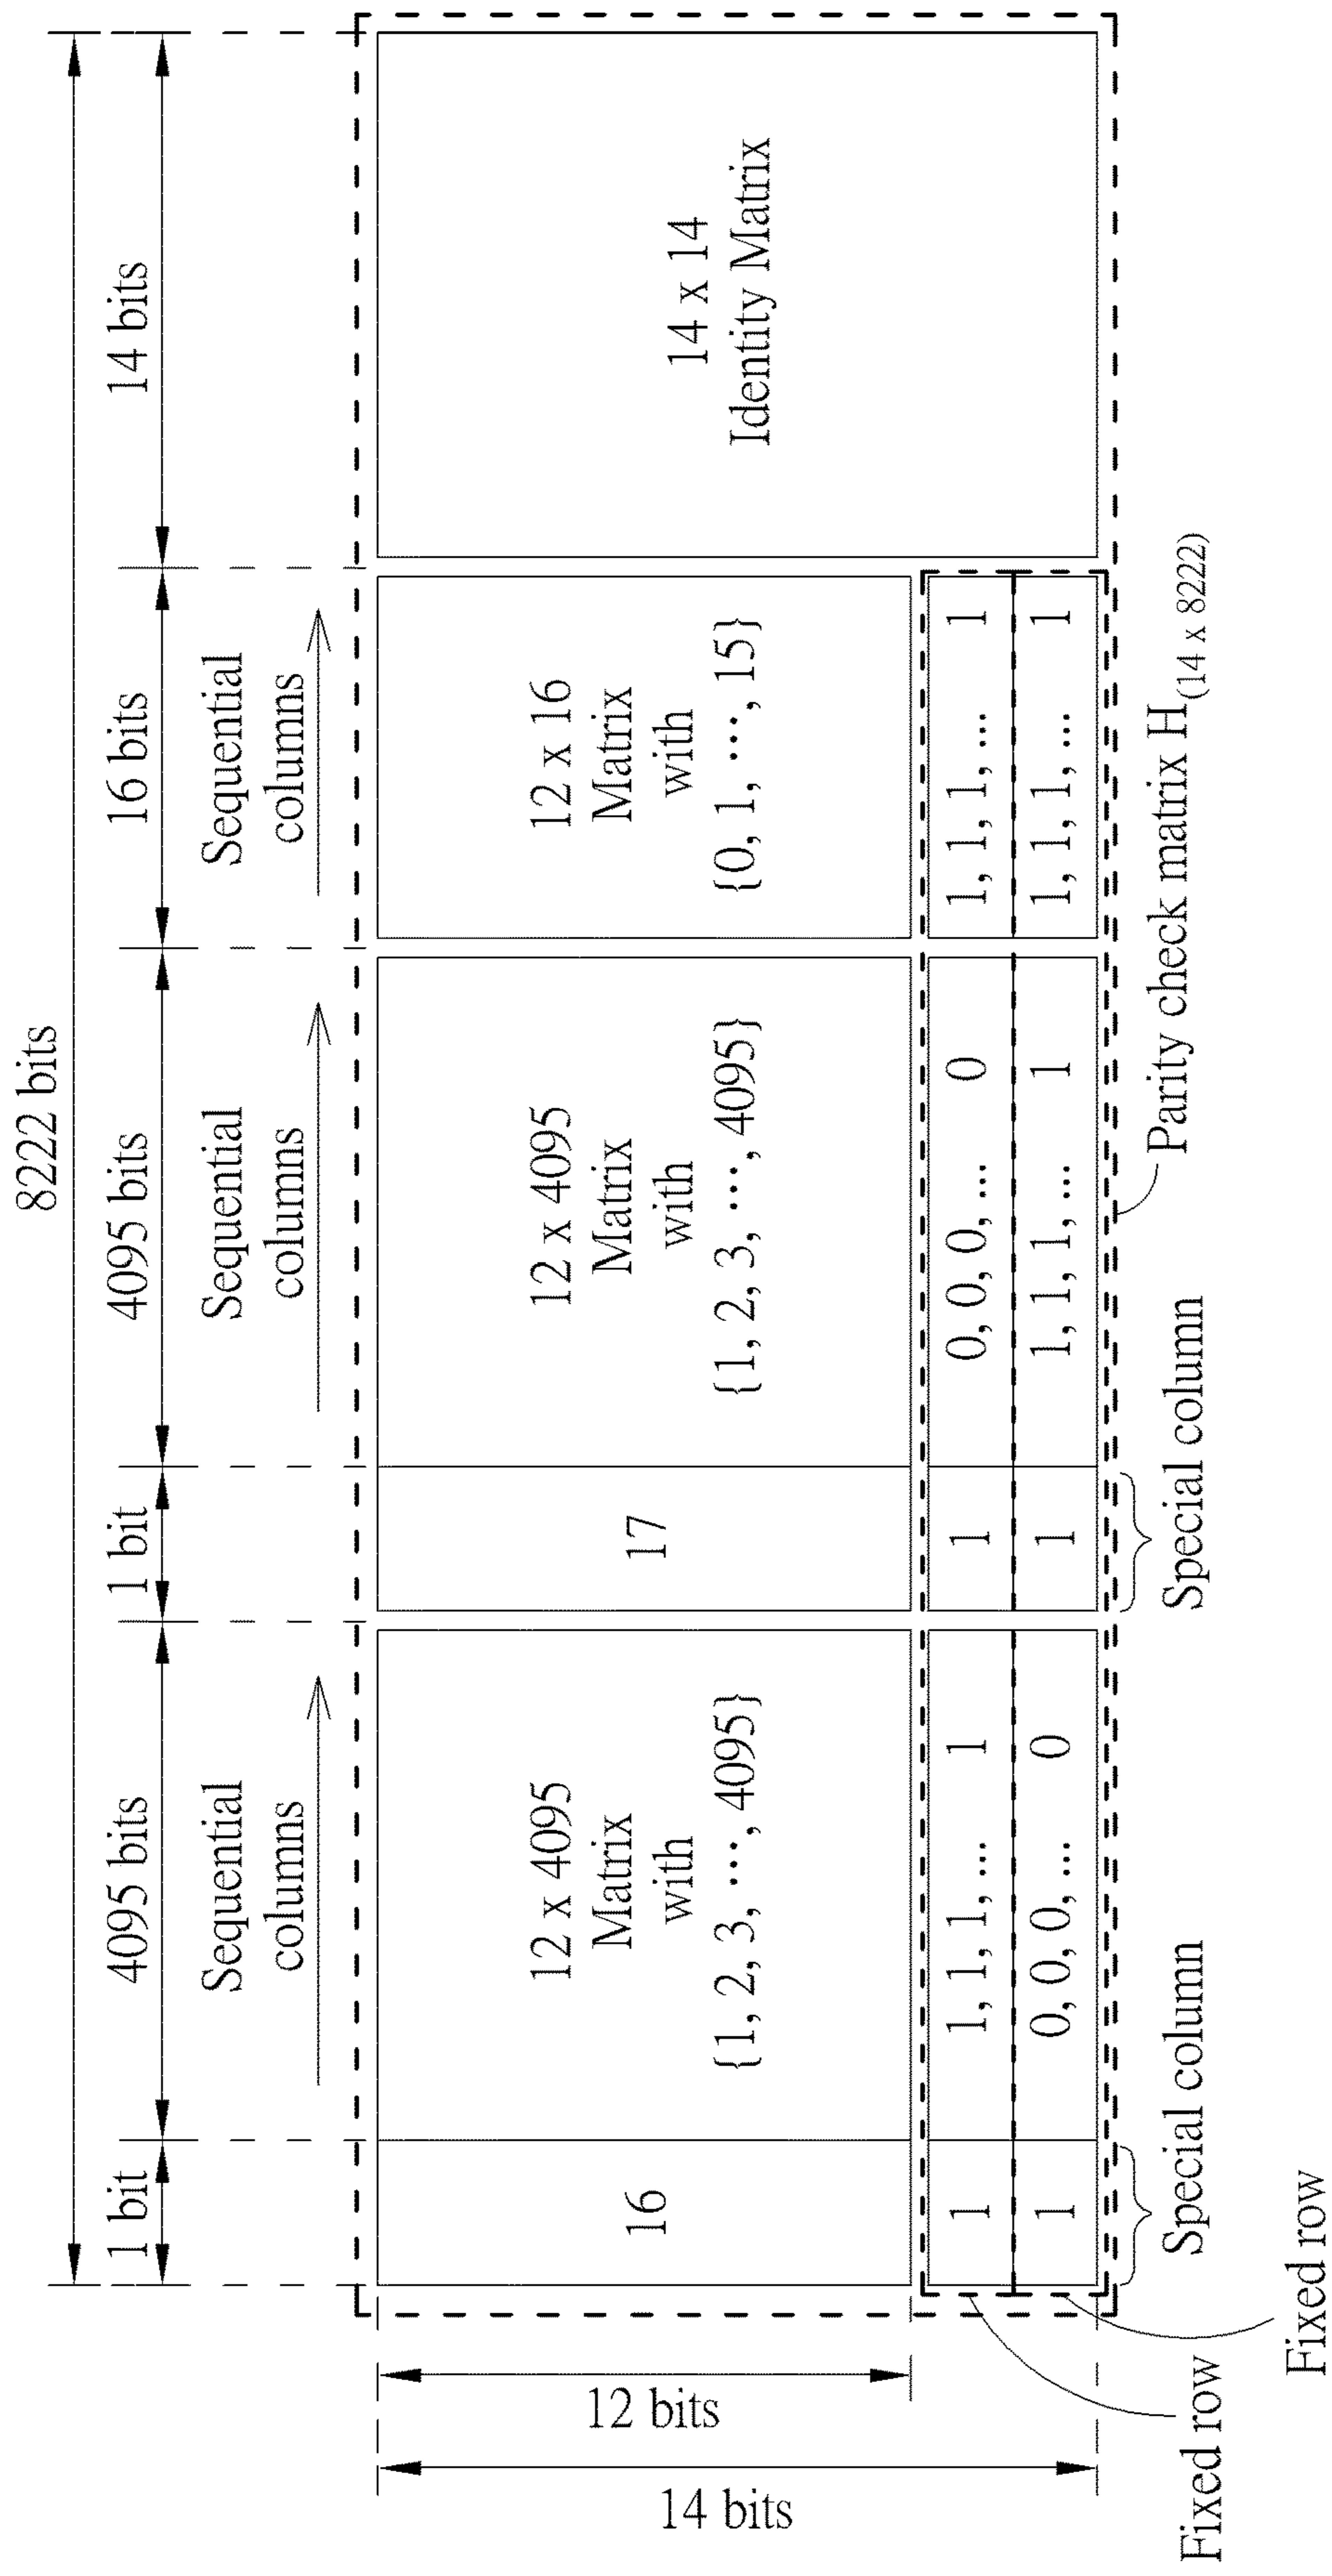 8222 bits
1 bit
4095 bits
1 bit
4095 bits
16 bits
14 bits
Sequential
columns
Sequential
columns
Sequential
columns
16
12 x 4095
Matrix
with
{1, 2, 3, ⋯, 4095}
17
12 x 4095
Matrix
with
{1, 2, 3, ⋯, 4095}
12 x 16
Matrix
with
{0, 1, ⋯, 15}
14 x 14
Identity Matrix
1
1, 1, 1, ... 1
1
0, 0, 0, ... 0
1, 1, 1, ... 1
1
0, 0, 0, ... 0
1
1, 1, 1, ... 1
1, 1, 1, ... 1
12 bits
14 bits
Fixed row
Fixed row
Special column
Special column
Parity check matrix H(14 x 8222)